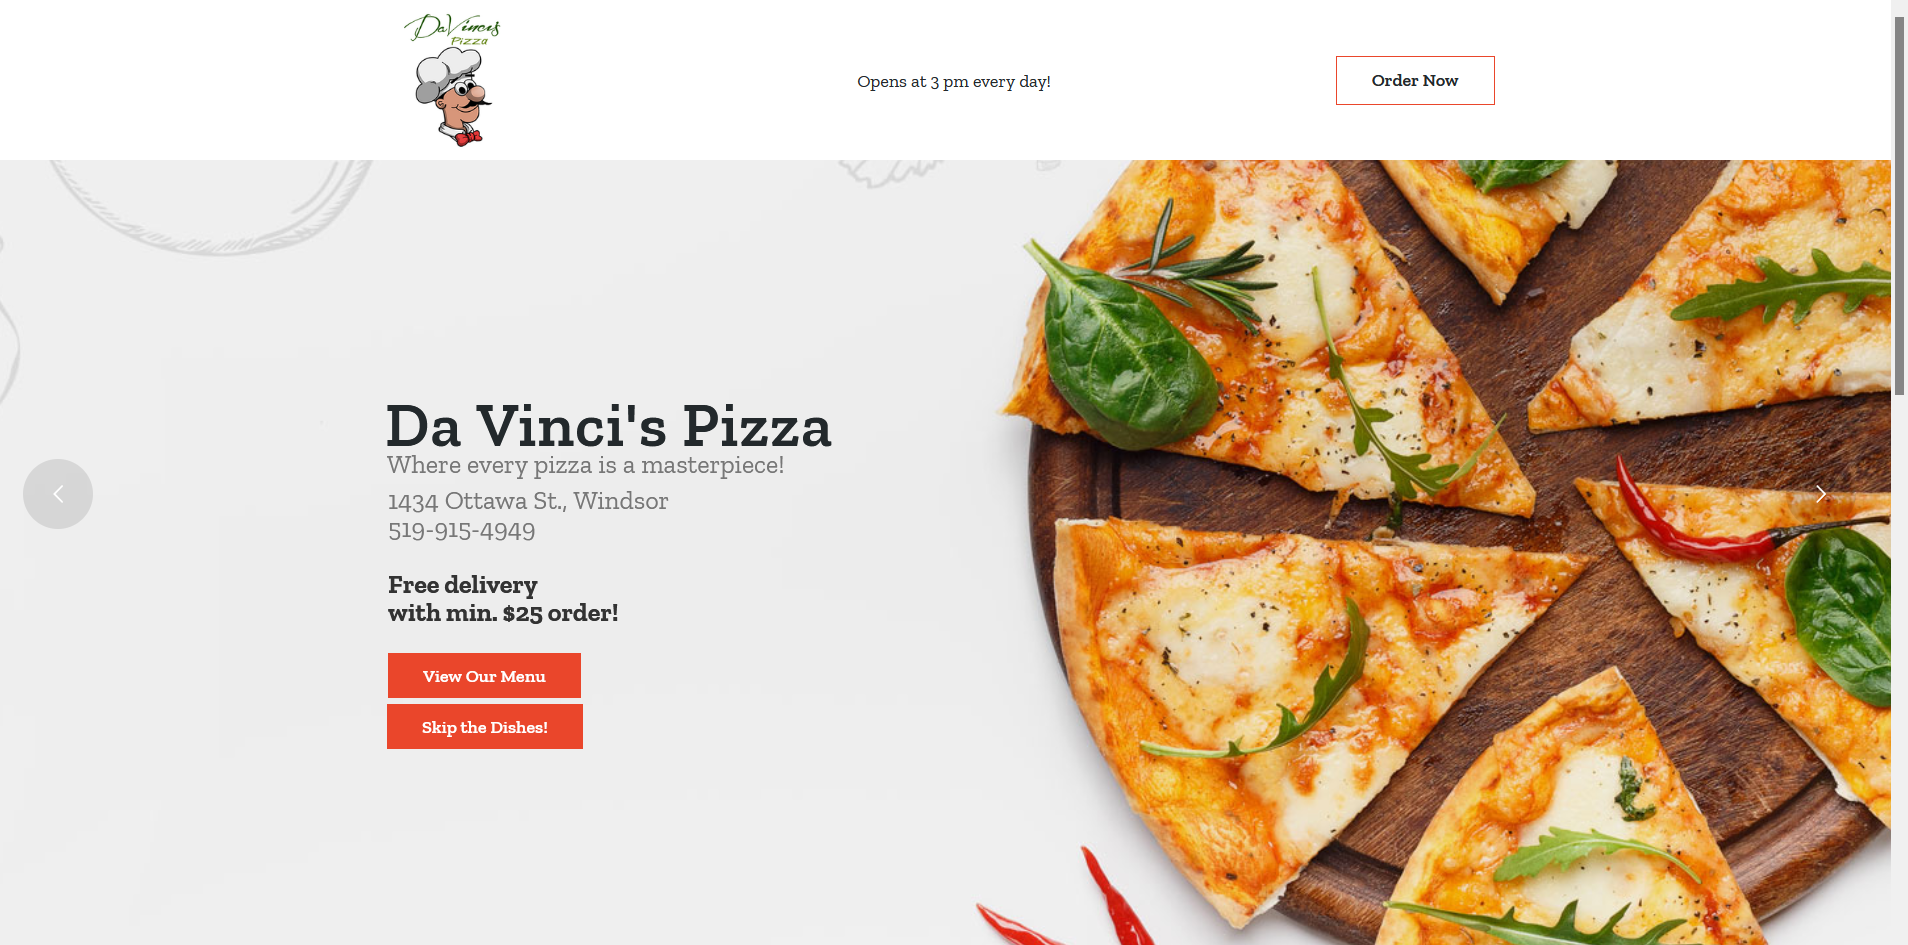 DaVincis
Pizza
Opens at 3 pm every day!
Order Now
Da Vinci's Pizza
Where every pizza is a masterpiece!
1434 Ottawa St., Windsor
519-915-4949
Free delivery
with min. $25 order!
View Our Menu
Skip the Dishes!